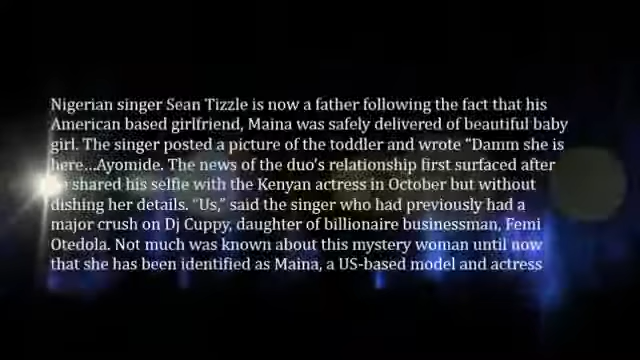 Nigerian singer Sean Tizzle is now a father following the fact that his
American based girlfriend, Maina was safely delivered of beautiful baby
girl. The singer posted a picture of the toddler and wrote “Damm she is
here...Ayomide. The news of the duo’s relationship first surfaced after
shared his selfie with the Kenyan actress in October but without
dishing her details. “Us,” said the singer who had previously had a
major crush on Dj Cuppy, daughter of billionaire businessman, Femi
Otedola. Not much was known about this mystery woman until now
that she has been identified as Maina, a US-based model and actress